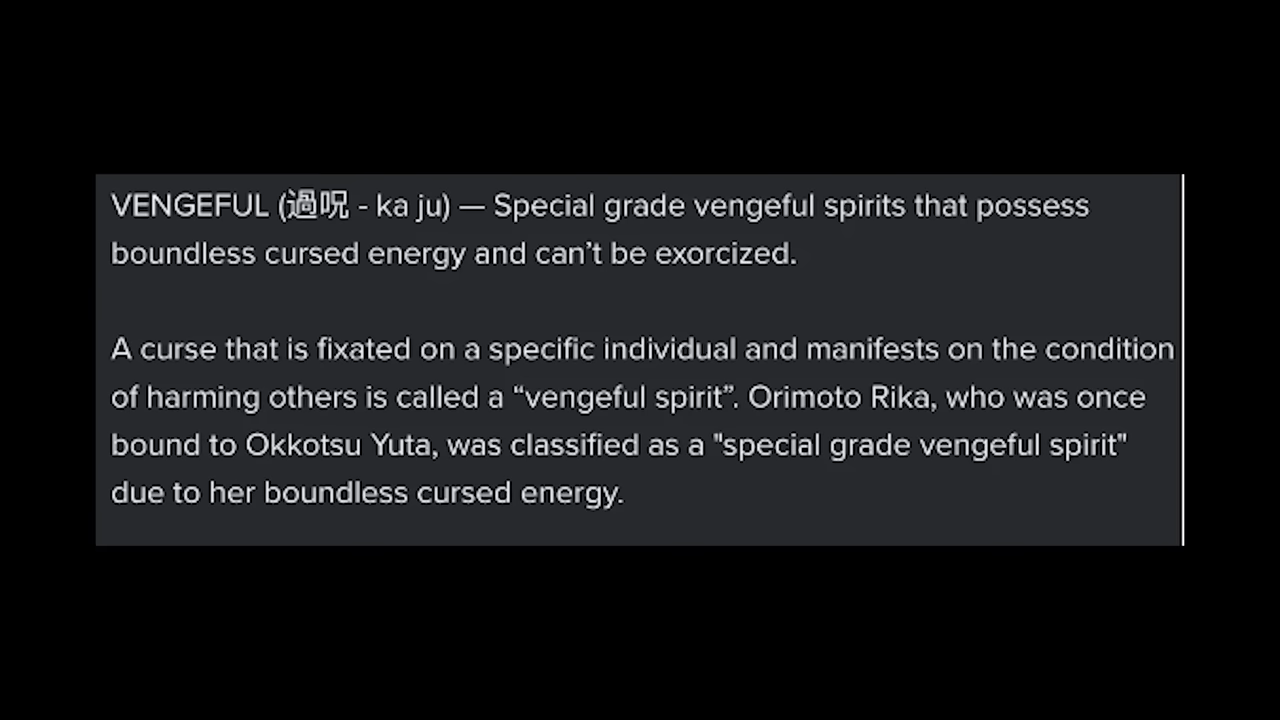 VENGEFUL (過呪 - ka ju) — Special grade vengeful spirits that possess
boundless cursed energy and can’t be exorcized.
A curse that is fixated on a specific individual and manifests on the condition
of harming others is called a “vengeful spirit”. Orimoto Rika, who was once
bound to Okkotsu Yuta, was classified as a "special grade vengeful spirit"
due to her boundless cursed energy.